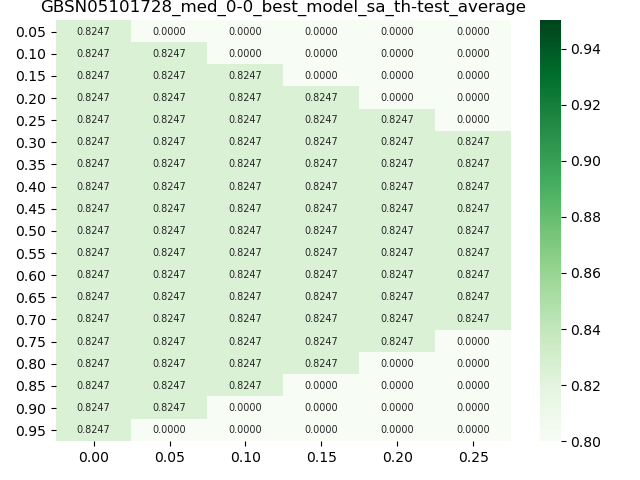 GBSN05101728_med_0-0_best_model_sa_th-test_average
0.05 0.8247 0.0000 0.0000 0.0000 0.0000 0.0000
0.10 0.8247 0.8247 0.0000 0.0000 0.0000 0.0000
0.15 0.8247 0.8247 0.8247 0.0000 0.0000 0.0000
0.20 0.8247 0.8247 0.8247 0.8247 0.0000 0.0000
0.25 0.8247 0.8247 0.8247 0.8247 0.8247 0.0000
0.30 0.8247 0.8247 0.8247 0.8247 0.8247 0.8247
0.35 0.8247 0.8247 0.8247 0.8247 0.8247 0.8247
0.40 0.8247 0.8247 0.8247 0.8247 0.8247 0.8247
0.45 0.8247 0.8247 0.8247 0.8247 0.8247 0.8247
0.50 0.8247 0.8247 0.8247 0.8247 0.8247 0.8247
0.55 0.8247 0.8247 0.8247 0.8247 0.8247 0.8247
0.60 0.8247 0.8247 0.8247 0.8247 0.8247 0.8247
0.65 0.8247 0.8247 0.8247 0.8247 0.8247 0.8247
0.70 0.8247 0.8247 0.8247 0.8247 0.8247 0.8247
0.75 0.8247 0.8247 0.8247 0.8247 0.8247 0.0000
0.80 0.8247 0.8247 0.8247 0.8247 0.0000 0.0000
0.85 0.8247 0.8247 0.8247 0.0000 0.0000 0.0000
0.90 0.8247 0.8247 0.0000 0.0000 0.0000 0.0000
0.95 0.8247 0.0000 0.0000 0.0000 0.0000 0.0000
0.00 0.05 0.10 0.15 0.20 0.25
0.94
0.92
0.90
0.88
0.86
0.84
0.82
0.80